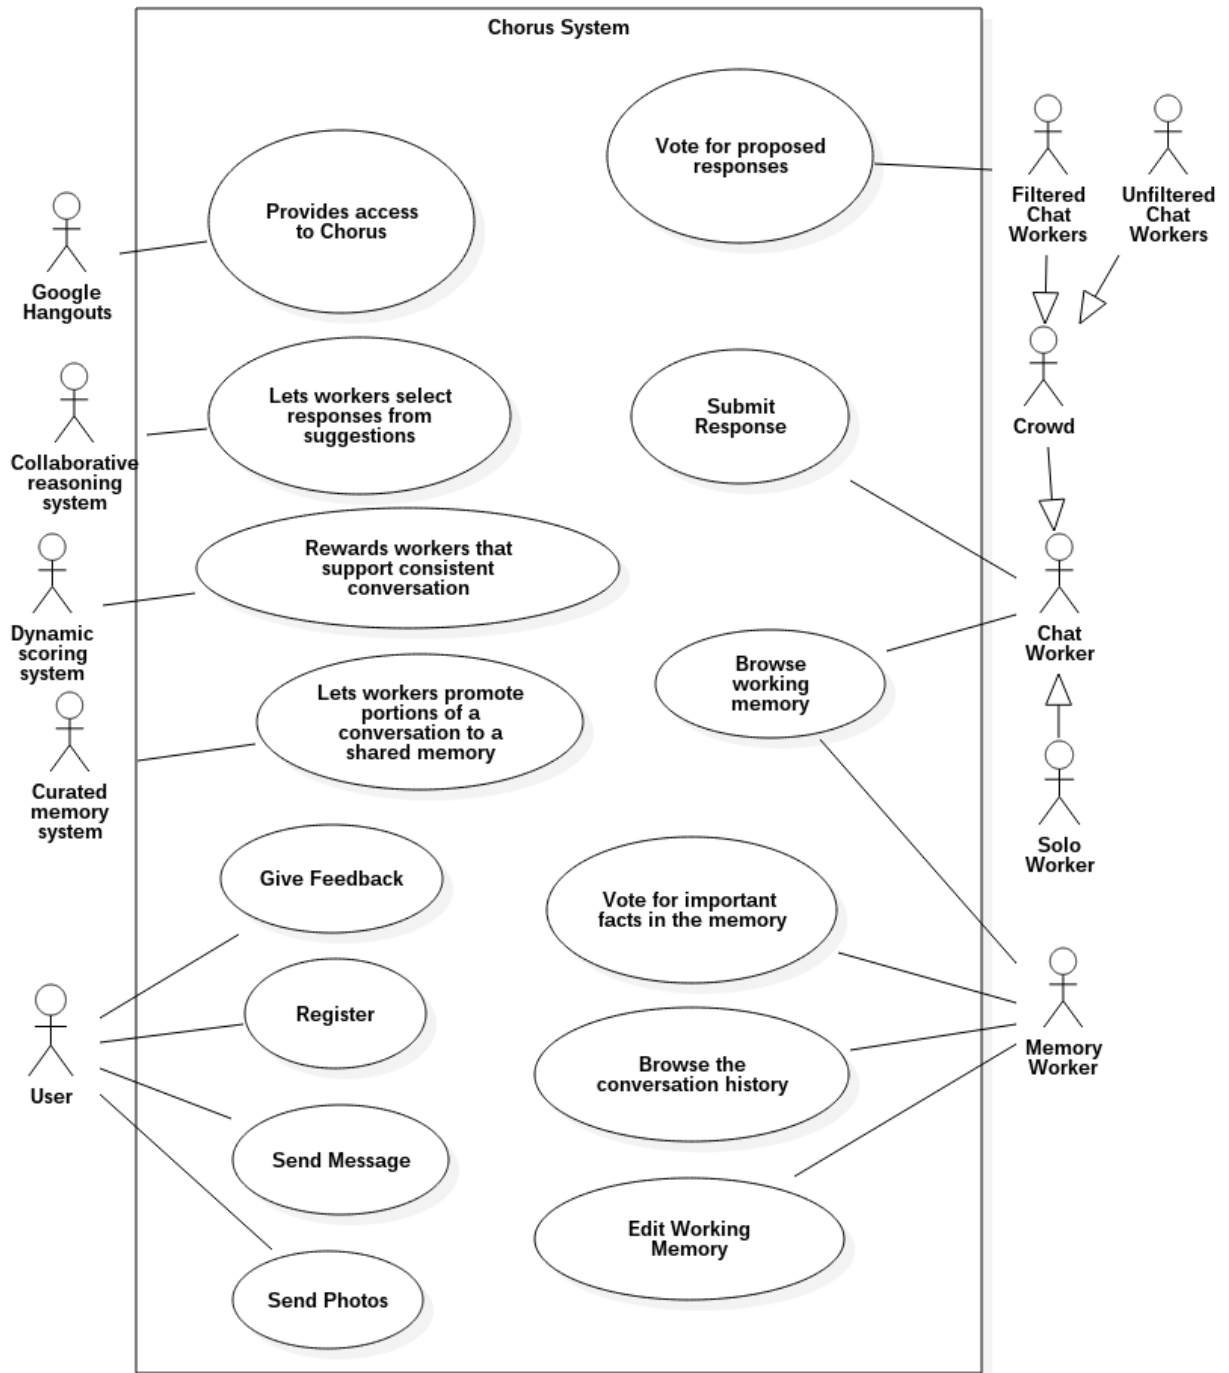 Chorus System
Vote for proposed
responses
Filtered
Chat
Workers
Unfiltered
Chat
Workers
Provides access
to Chorus
Google
Hangouts
Lets workers select
responses from
suggestions
Submit
Response
Crowd
Collaborative
reasoning
system
Rewards workers that
support consistent
conversation
Dynamic
scoring
system
Chat
Worker
Browse
working
memory
Lets workers promote
portions of a
conversation to a
shared memory
Curated
memory
system
Solo
Worker
Give Feedback
Vote for important
facts in the memory
Register
Memory
Worker
User
Browse the
conversation history
Send Message
Edit Working
Memory
Send Photos